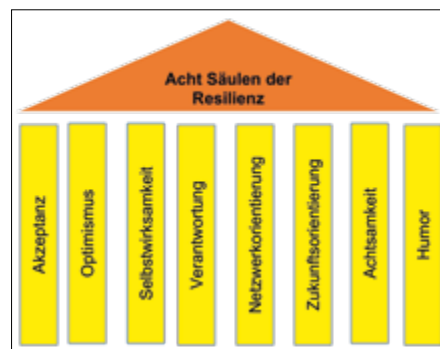 Acht Säulen der
Resilienz
Akzeptanz
Optimismus
Selbstwirksamkeit
Verantwortung
Netzwerkorientierung
Zukunftsorientierung
Achtsamkeit
Humor